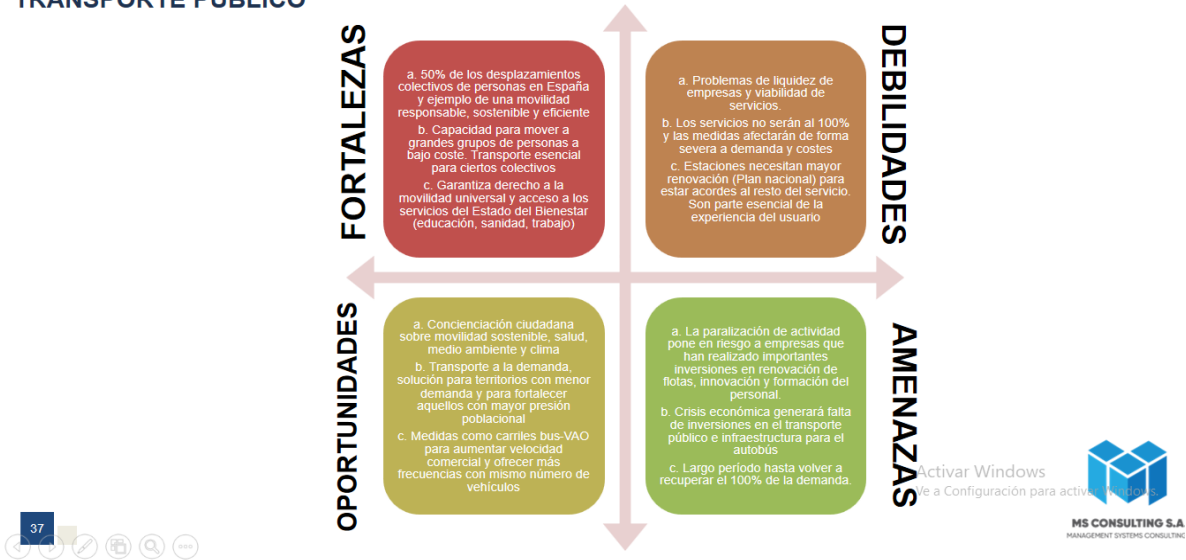 TRANSPORTE PÚBLICO
FORTALEZAS
a. 50% de los desplazamientos
colectivos de personas en España
y ejemplo de una movilidad
responsable, sostenible y eficiente
b. Capacidad para mover a
grandes grupos de personas a
bajo coste. Transporte esencial
para ciertos colectivos
c. Garantiza derecho a la
movilidad universal y acceso a los
servicios del Estado del Bienestar
(educación, sanidad, trabajo)
DEBILIDADES
a. Problemas de liquidez de
empresas y viabilidad de
servicios.
b. Los servicios no serán al 100%
y las medidas afectarán de forma
severa a demanda y costes
c. Estaciones necesitan mayor
renovación (Plan nacional) para
estar acordes al resto del servicio.
Son parte esencial de la
experiencia del usuario
OPORTUNIDADES
a. Concienciación ciudadana
sobre movilidad sostenible, salud,
medio ambiente y clima
b. Transporte a la demanda,
solución para territorios con menor
demanda y para fortalecer
aquellos con mayor presión
poblacional
c. Medidas como carriles bus-VAO
para aumentar velocidad
comercial y ofrecer más
frecuencias con mismo número de
vehículos
AMENAZAS
a. La paralización de actividad
pone en riesgo a empresas que
han realizado importantes
inversiones en renovación de
flotas, innovación y formación del
personal.
b. Crisis económica generará falta
de inversiones en el transporte
público e infraestructura para el
autobús
c. Largo período hasta volver a
recuperar el 100% de la demanda.
Activar Windows
Ve a Configuración para activar Windows.
MS CONSULTING S.A
MANAGEMENT SYSTEMS CONSULTING
37